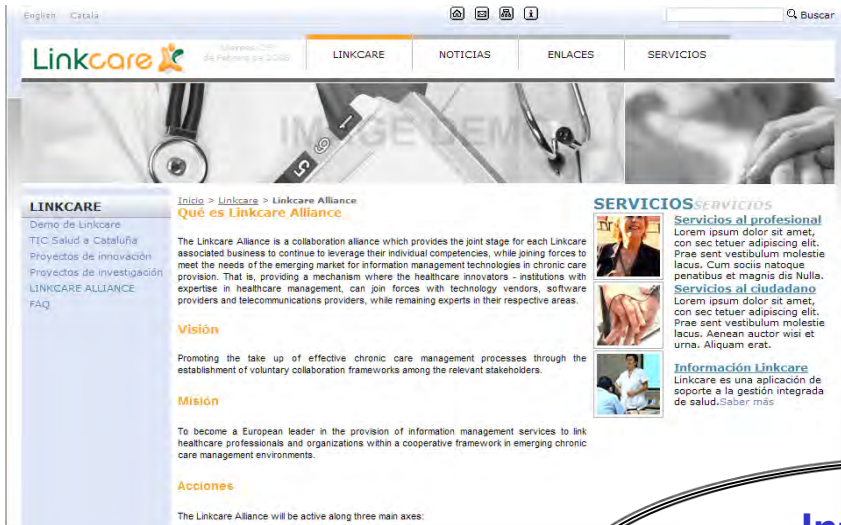 English Català
Buscar
Linkcare
de Febrero de
LINKCARE NOTICIAS ENLACES SERVICIOS
IMAGE DEM
1
6
5
LINKCARE
Demo de Linkcare
TIC Salud a Cataluña
Proyectos de innovación
Proyectos de investigación
LINKCARE ALLIANCE
FAQ
Inicio > Linkcare > Linkcare Alliance
Qué es Linkcare Alliance
The Linkcare Alliance is a collaboration alliance which provides the joint stage for each Linkcare
associated business to continue to leverage their individual competencies, while joining forces to
meet the needs of the emerging market for information management technologies in chronic care
provision. That is, providing a mechanism where the healthcare innovators - institutions with
expertise in healthcare management, can join forces with technology vendors, software
providers and telecommunications providers, while remaining experts in their respective areas.
Visión
Promoting the take up of effective chronic care management processes through the
establishment of voluntary collaboration frameworks among the relevant stakeholders.
Misión
To become a European leader in the provision of information management services to link
healthcare professionals and organizations within a cooperative framework in emerging chronic
care management environments.
Acciones
The Linkcare Alliance will be active along three main axes:
SERVICIOS SERVICIOS
Servicios al profesional
Lorem ipsum dolor sit amet,
con sec tetuer adipiscing elit.
Prae sent vestibulum molestie
lacus. Cum sociis natoque
penatibus et magnis dis Nulla.
Servicios al ciudadano
Lorem ipsum dolor sit amet,
con sec tetuer adipiscing elit.
Prae sent vestibulum molestie
lacus. Aenean auctor wisi et
urna. Aliquam erat.
Información Linkcare
Linkcare es una aplicación de
soporte a la gestión integrada
de salud.Saber más